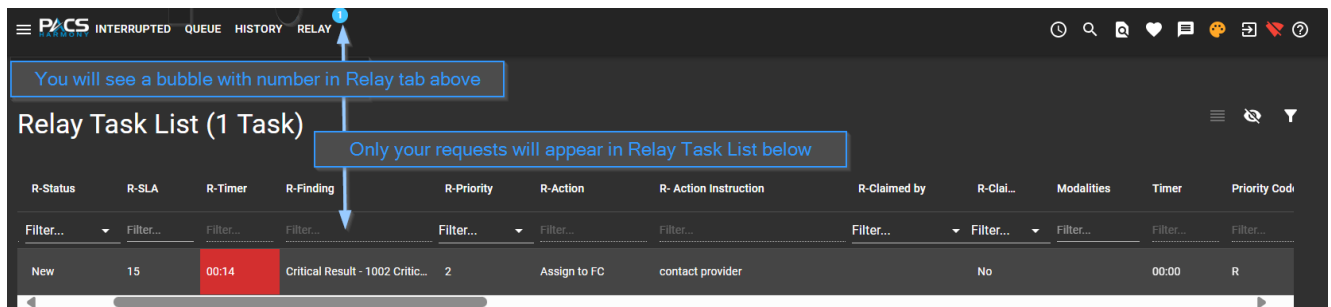 1
PACS HARMONY INTERRUPTED QUEUE HISTORY RELAY
You will see a bubble with number in Relay tab above
Relay Task List (1 Task)
Only your requests will appear in Relay Task List below
R-Status R-SLA R-Timer R-Finding R-Priority R-Action R- Action Instruction R-Claimed by R-Clai... Modalities Timer Priority Code
Filter... Filter... Filter... Filter... Filter... Filter... Filter... Filter... Filter... Filter... Filter... Filter...
New 15 00:14 Critical Result - 1002 Critic... 2 Assign to FC contact provider No 00:00 R